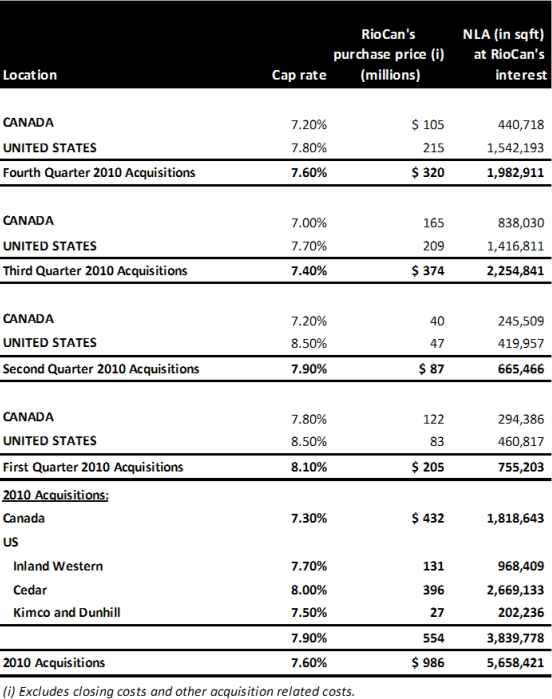 RioCan's NLA (in sqft)
purchase price (i) at RioCan's
Location Cap rate (millions) interest
CANADA 7.20% $ 105 440,718
UNITED STATES 7.80% 215 1,542,193
Fourth Quarter 2010 Acquisitions 7.60% $ 320 1,982,911
CANADA 7.00% 165 838,030
UNITED STATES 7.70% 209 1,416,811
Third Quarter 2010 Acquisitions 7.40% $ 374 2,254,841
CANADA 7.20% 40 245,509
UNITED STATES 8.50% 47 419,957
Second Quarter 2010 Acquisitions 7.90% $ 87 665,466
CANADA 7.80% 122 294,386
UNITED STATES 8.50% 83 460,817
First Quarter 2010 Acquisitions 8.10% $ 205 755,203
2010 Acquisitions:
Canada 7.30% $ 432 1,818,643
US
Inland Western 7.70% 131 968,409
Cedar 8.00% 396 2,669,133
Kimco and Dunhill 7.50% 27 202,236
7.90% 554 3,839,778
2010 Acquisitions 7.60% $ 986 5,658,421
(i) Excludes closing costs and other acquisition related costs.